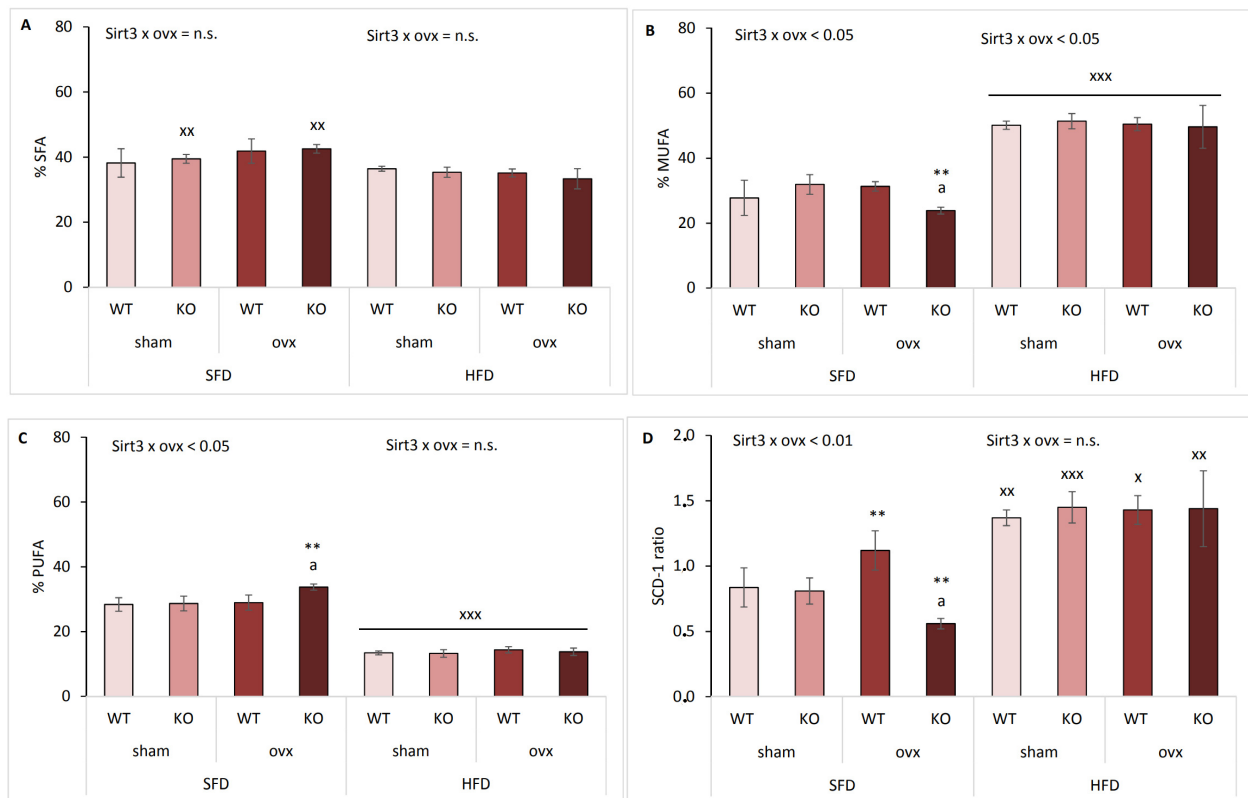 A
Sirt3 x ovx = n.s.
Sirt3 x ovx = n.s.
80
60
40
20
0
% SFA
xx
xx
WT KO WT KO WT KO WT KO
sham ovx sham ovx
SFD HFD
B
Sirt3 x ovx < 0.05
Sirt3 x ovx < 0.05
80
60
40
20
0
% MUFA
xxx
**
a
WT KO WT KO WT KO WT KO
sham ovx sham ovx
SFD HFD
C
Sirt3 x ovx < 0.05
Sirt3 x ovx = n.s.
80
60
40
20
0
% PUFA
**
a
xxx
WT KO WT KO WT KO WT KO
sham ovx sham ovx
SFD HFD
D
Sirt3 x ovx < 0.01
Sirt3 x ovx = n.s.
2.0
1.5
1.0
0.5
0.0
SCD-1 ratio
**
**
a
xx
xxx
x
xx
WT KO WT KO WT KO WT KO
sham ovx sham ovx
SFD HFD